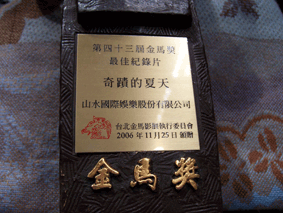 第四十三屆金馬獎
最佳紀錄片
奇蹟的夏天
山水國際娛樂股份有限公司
台北金馬影展執行委員會
2006年11月25日頒贈
金馬獎